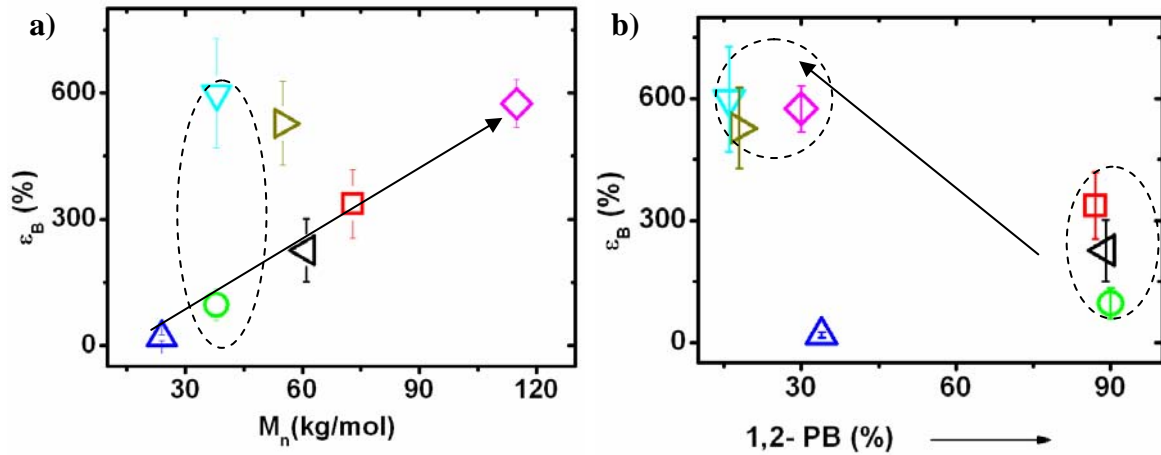 a)
600
300
0
ε_B (%)
30 60 90 120
M_n(kg/mol)
b)
600
300
0
ε_B (%)
30 60 90
1,2- PB (%)